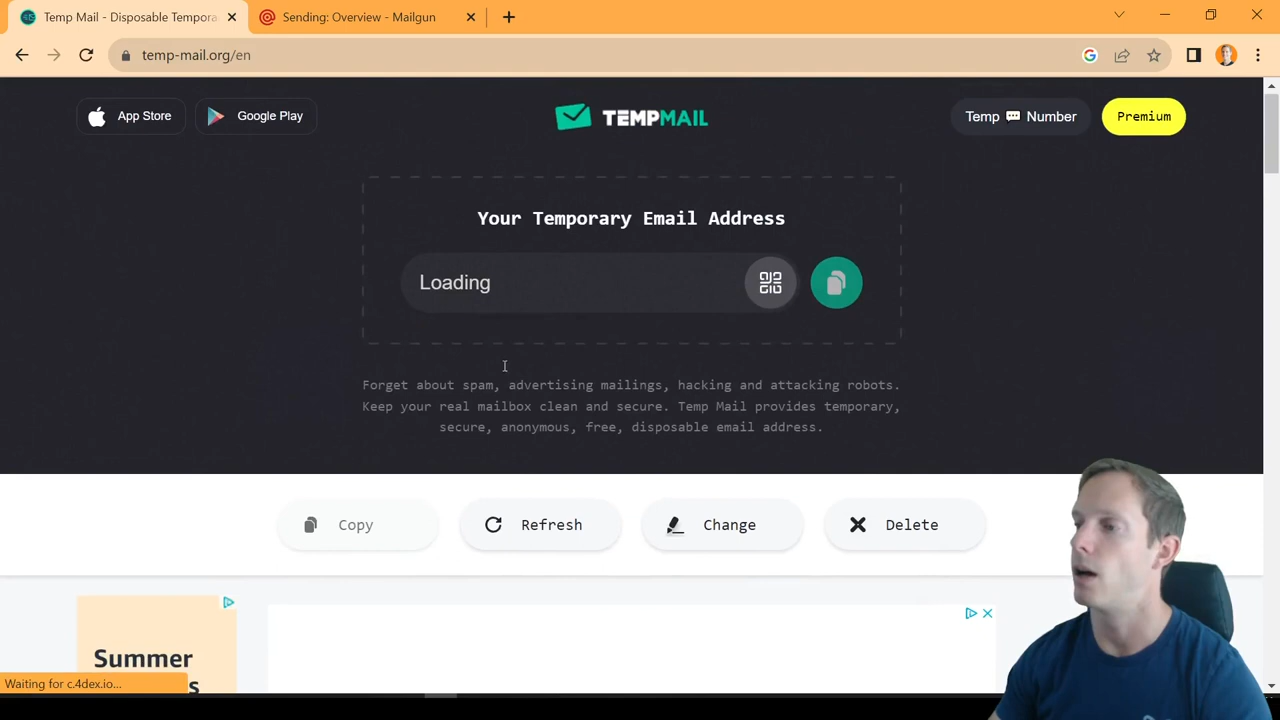 Temp Mail - Disposable Tempora
Sending: Overview - Mailgun
temp-mail.org/en
App Store
Google Play
TEMPMAIL
Temp Number
Premium
Your Temporary Email Address
Loading
Forget about spam, advertising mailings, hacking and attacking robots.
Keep your real mailbox clean and secure. Temp Mail provides temporary,
secure, anonymous, free, disposable email address.
Copy
Refresh
Change
Delete
Summer
Waiting for c.4dex.io...